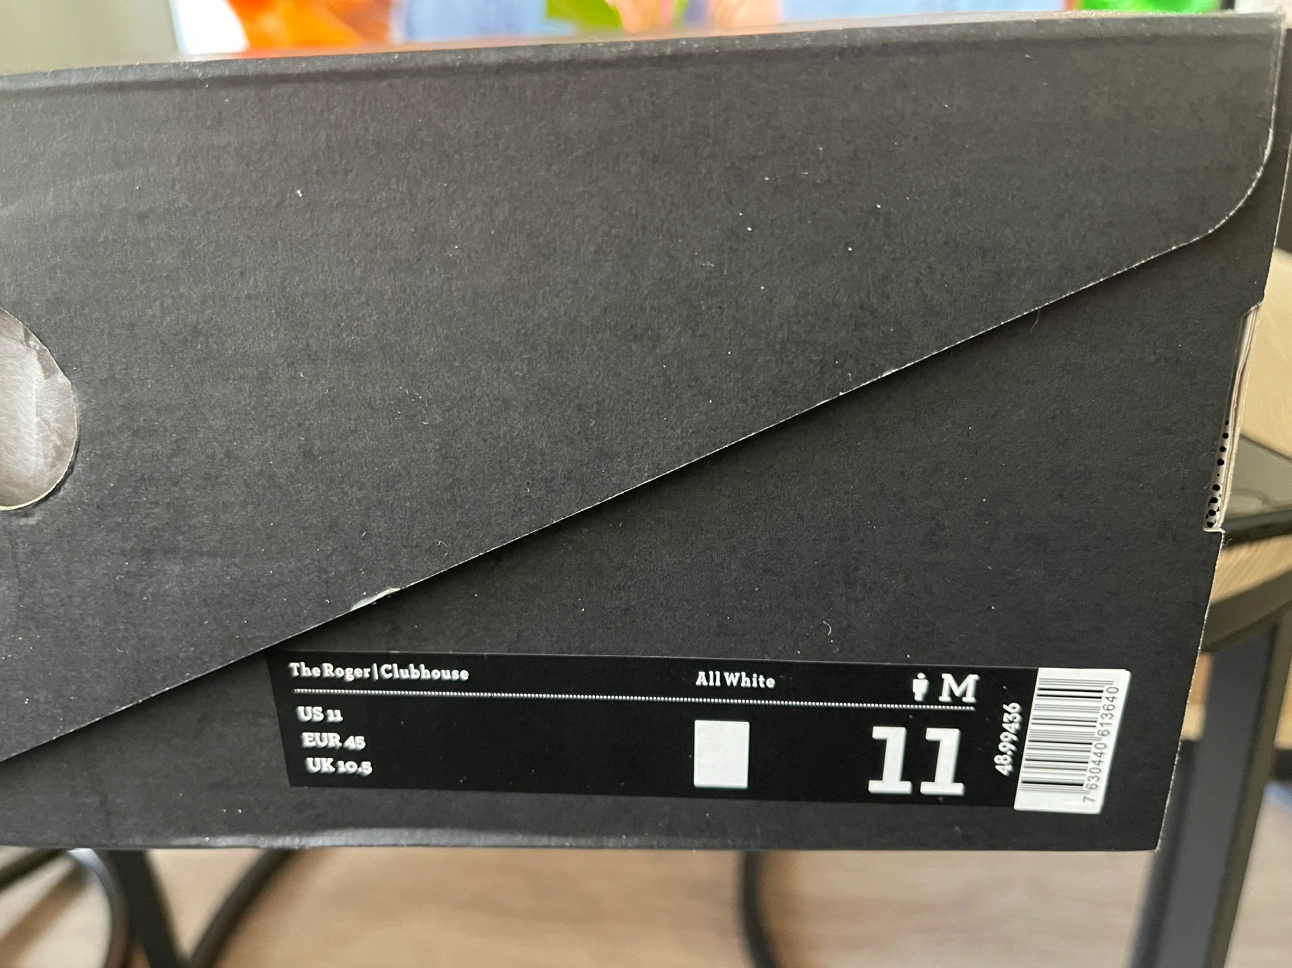 The Roger | Clubhouse
All White
M
US 11
EUR 45
UK 10.5
11
48.99436
7 630440 613640